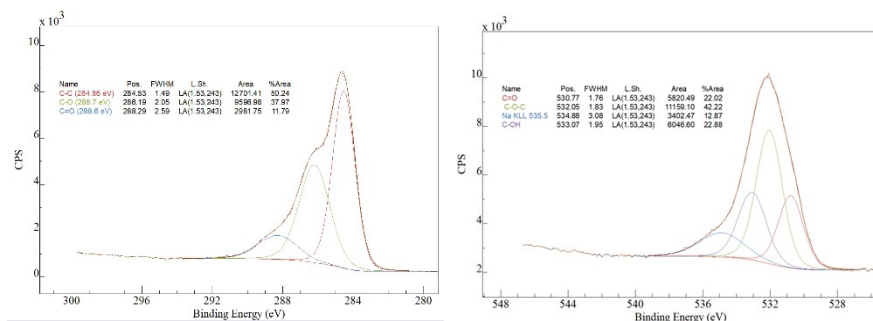 x 10³
10
8
6
4
2
0
CPS
Name Pos. FWHM L.Sh. Area %Area
C-C (284.86 eV) 284.53 1.49 LA(1.53,243) 12701.41 50.24
C-O (286.7 eV) 286.19 2.05 LA(1.53,243) 9598.98 37.97
C=O (288.6 eV) 288.29 2.59 LA(1.53,243) 2981.75 11.79
300 296 292 288 284 280
Binding Energy (eV)
x 10³
10
8
6
4
2
CPS
Name Pos. FWHM L.Sh. Area %Area
C=O 530.77 1.76 LA(1.53,243) 5820.49 22.02
C-O-C 532.05 1.83 LA(1.53,243) 11159.10 42.22
Na KLL 535.5 534.88 3.08 LA(1.53,243) 3402.47 12.87
C-OH 533.07 1.95 LA(1.53,243) 6046.60 22.88
548 544 540 536 532 528
Binding Energy (eV)